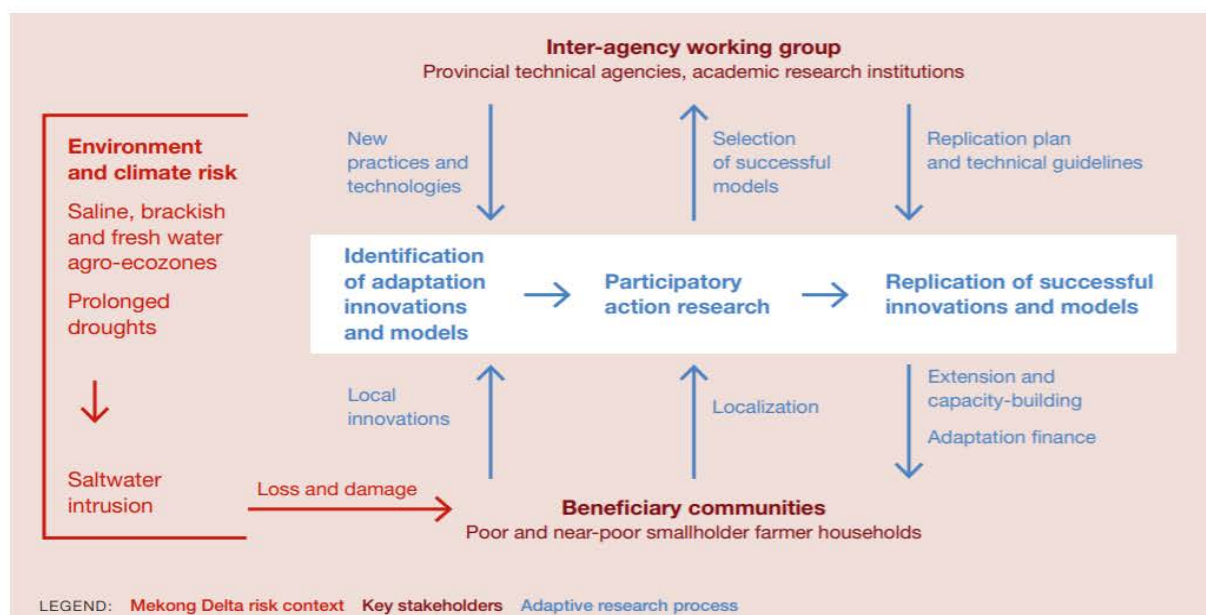 Inter-agency working group
Provincial technical agencies, academic research institutions
Environment
and climate risk
Saline, brackish
and fresh water
agro-ecozones
Prolonged
droughts
Saltwater
intrusion
New
practices and
technologies
Selection
of successful
models
Replication plan
and technical guidelines
Identification
of adaptation
innovations
and models
Participatory
action research
Replication of successful
innovations and models
Local
innovations
Localization
Extension and
capacity-building
Adaptation finance
Loss and damage
Beneficiary communities
Poor and near-poor smallholder farmer households
LEGEND: Mekong Delta risk context Key stakeholders Adaptive research process